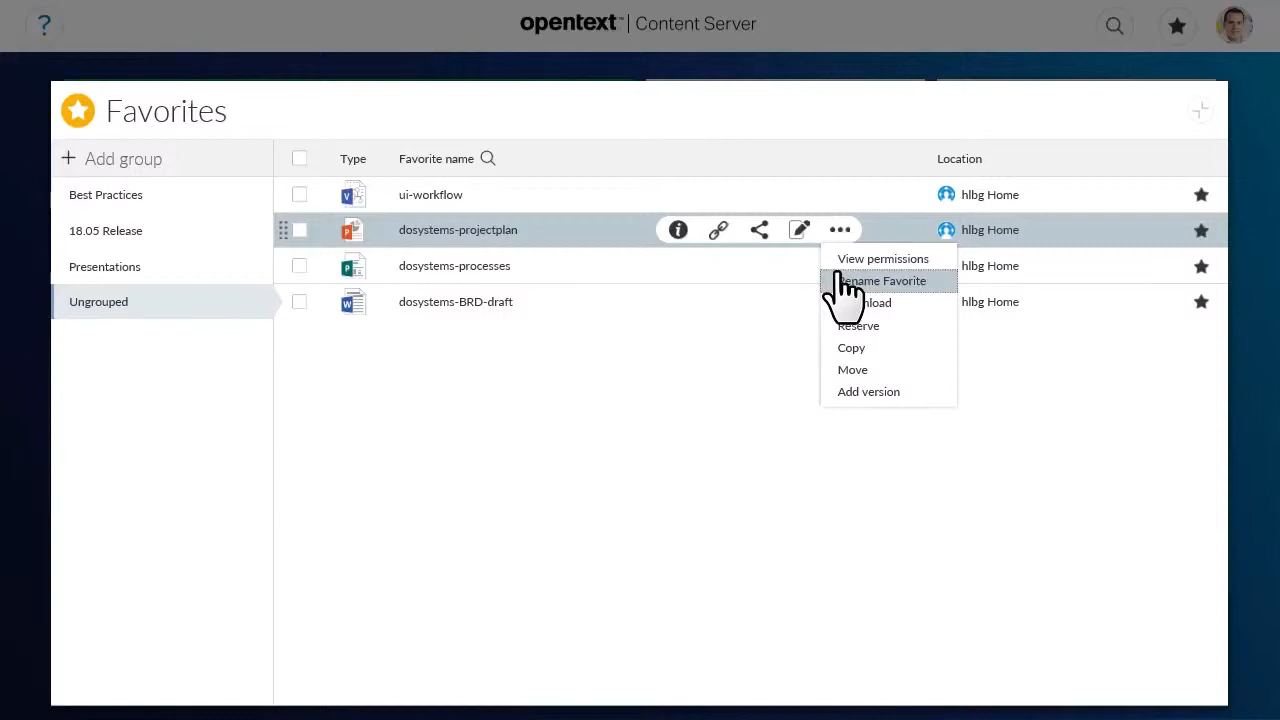 ?
opentext™ | Content Server
Favorites
+ Add group
Type Favorite name Location
Best Practices
18.05 Release
Presentations
Ungrouped
ui-workflow hlbg Home
dosystems-projectplan hlbg Home
dosystems-processes hlbg Home
dosystems-BRD-draft hlbg Home
View permissions
Rename Favorite
Reserve
Copy
Move
Add version